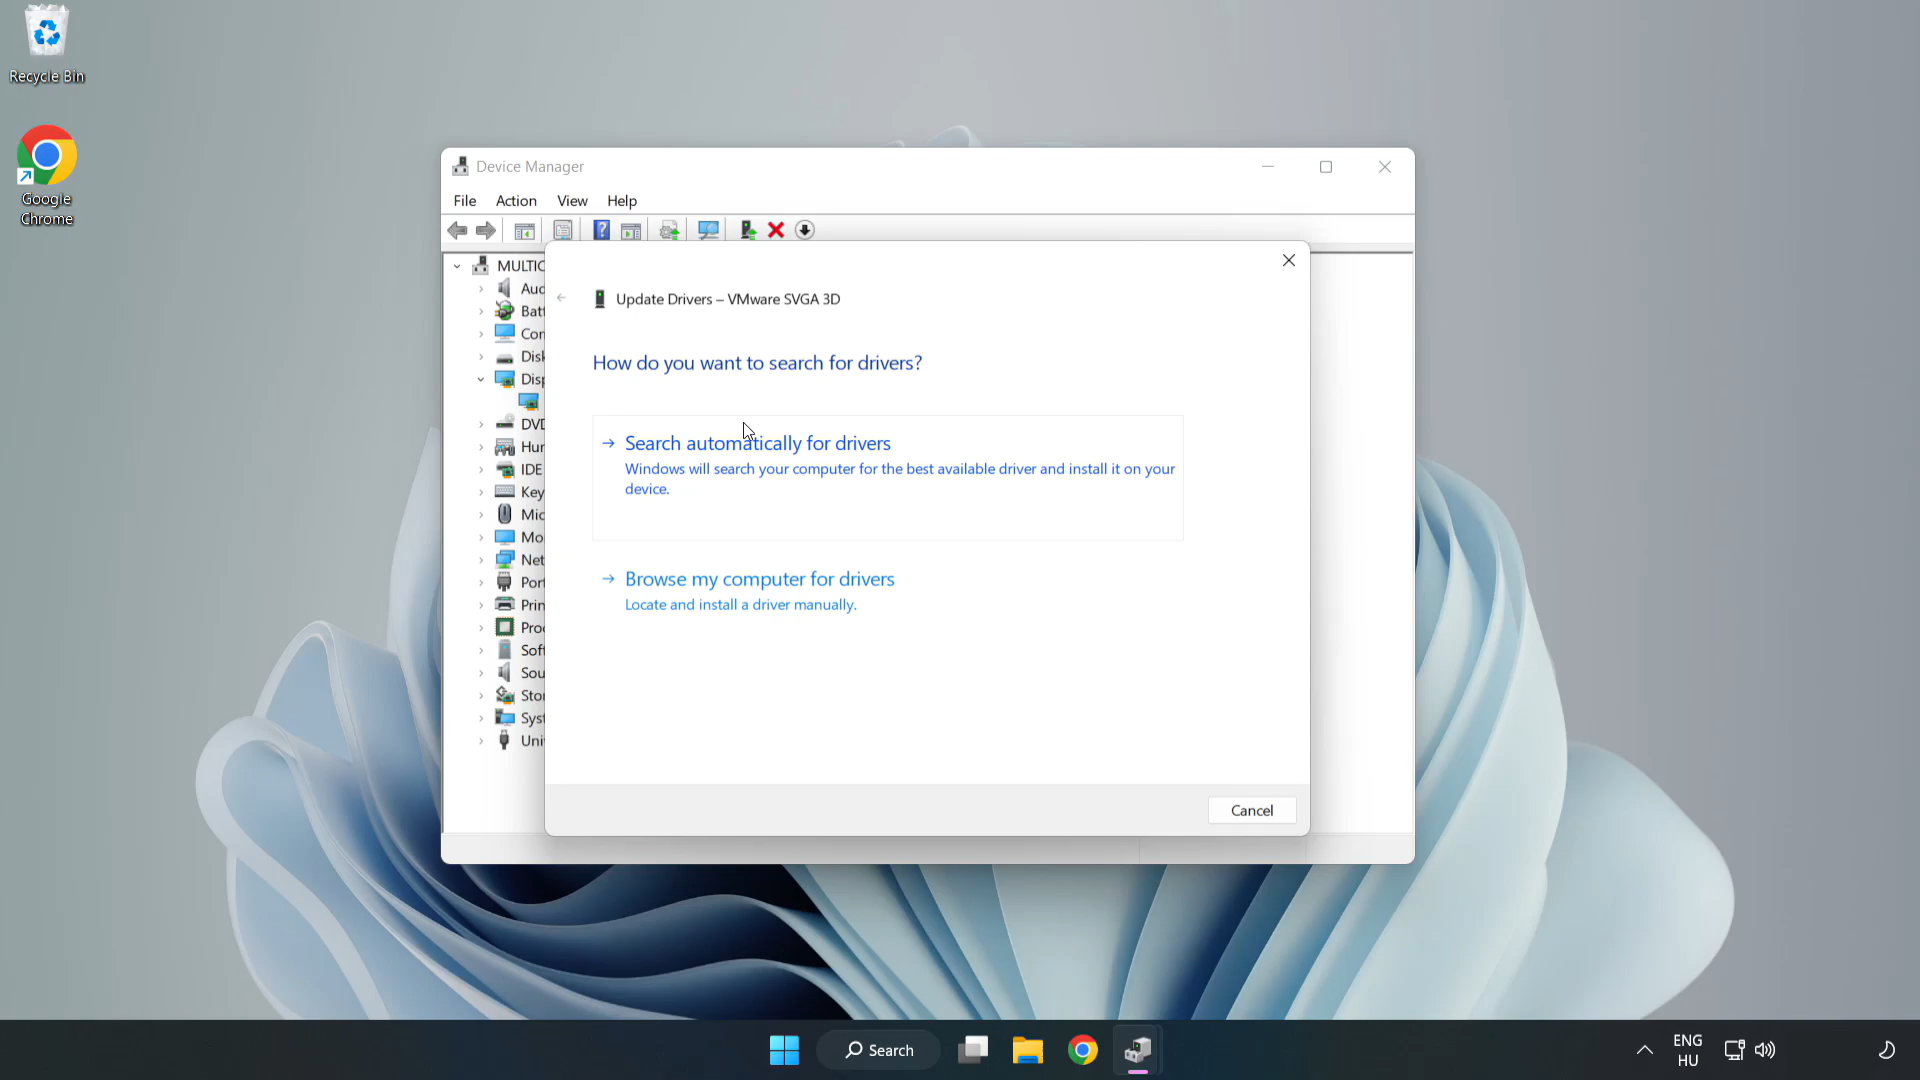 Recycle Bin
Google
Chrome
Device Manager
File Action View Help
Update Drivers – VMware SVGA 3D
How do you want to search for drivers?
Search automatically for drivers
Windows will search your computer for the best available driver and install it on your
device.
Browse my computer for drivers
Locate and install a driver manually.
Cancel
MULTIC
Aud
Batt
Con
Disk
Disp
DVD
Hur
IDE
Key
Mic
Mo
Net
Port
Prin
Proc
Soft
Sou
Stor
Syst
Uni
Search
ENG
HU